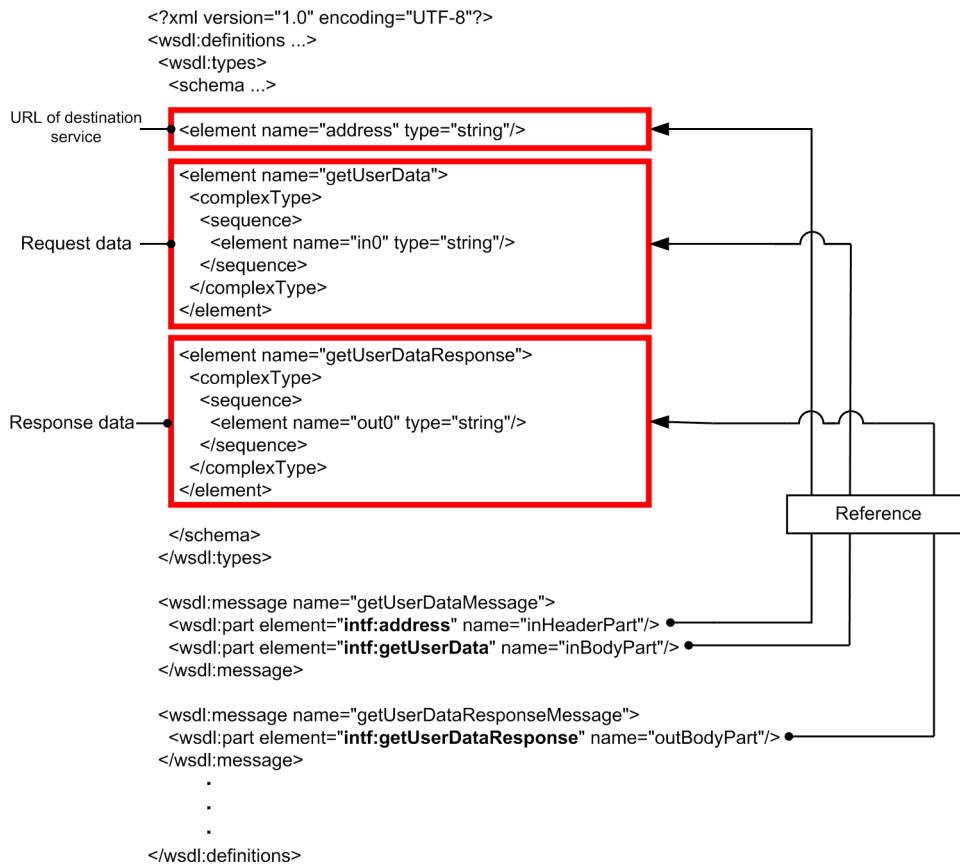 <?xml version="1.0" encoding="UTF-8"?>
<wsdl:definitions ...>
<wsdl:types>
<schema ...>
URL of destination
service
<element name="address" type="string"/>
<element name="getUserData">
<complexType>
<sequence>
Request data
<element name="in0" type="string"/>
</sequence>
</complexType>
</element>
<element name="getUserDataResponse">
<complexType>
<sequence>
Response data
<element name="out0" type="string"/>
</sequence>
</complexType>
</element>
Reference
</schema>
</wsdl:types>
<wsdl:message name="getUserDataMessage">
<wsdl:part element="intf:address" name="inHeaderPart"/>
<wsdl:part element="intf:getUserData" name="inBodyPart"/>
</wsdl:message>
<wsdl:message name="getUserDataResponseMessage">
<wsdl:part element="intf:getUserDataResponse" name="outBodyPart"/>
</wsdl:message>
.
.
.
</wsdl:definitions>